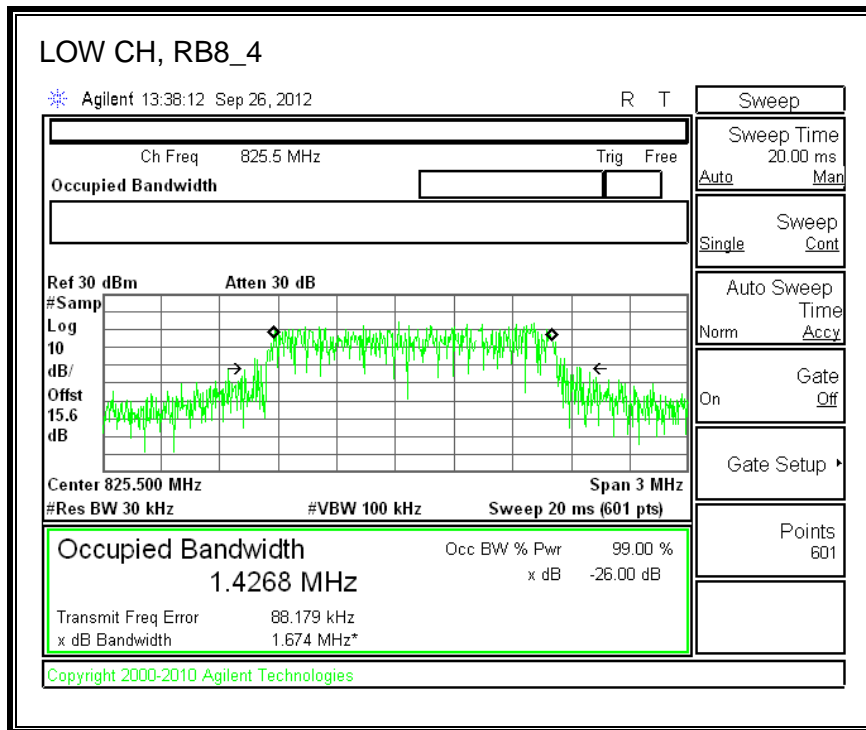 LOW CH, RB8_4
Agilent 13:38:12 Sep 26, 2012 R T
Ch Freq 825.5 MHz Trig Free
Occupied Bandwidth
Ref 30 dBm Atten 30 dB
#Samp
Log
10
dB/
Offst
15.6
dB
Center 825.500 MHz Span 3 MHz
#Res BW 30 kHz #VBW 100 kHz Sweep 20 ms (601 pts)
Occupied Bandwidth
1.4268 MHz
Occ BW % Pwr 99.00 %
x dB -26.00 dB
Transmit Freq Error 88.179 kHz
x dB Bandwidth 1.674 MHz*
Copyright 2000-2010 Agilent Technologies
Sweep
Sweep Time
20.00 ms
Auto Man
Sweep
Single Cont
Auto Sweep
Time
Norm Accy
Gate
On Off
Gate Setup
Points
601